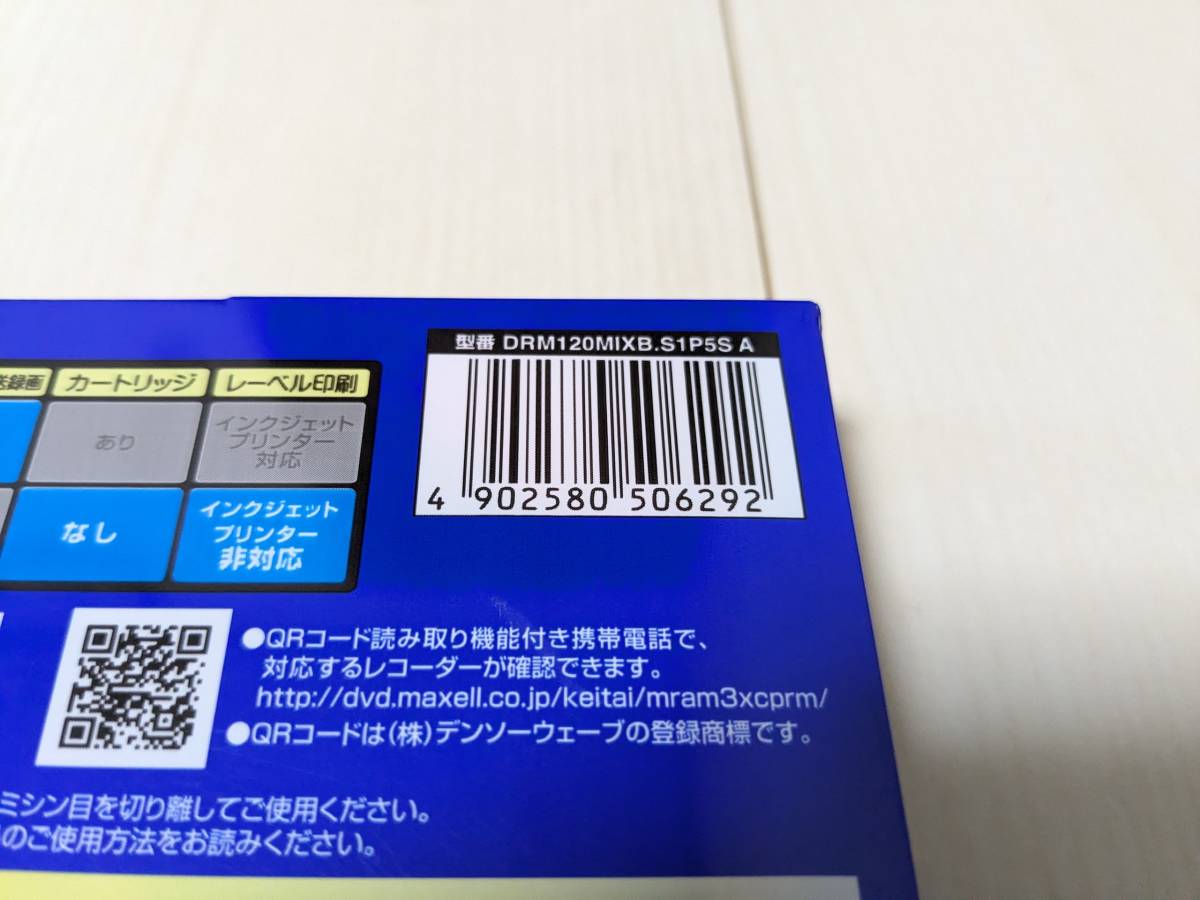 型番 DRM120MIXB.S1P5S A
4 902580 506292
録画 カートリッジ レーベル印刷
あり
インクジェット
プリンター
対応
なし
インクジェット
プリンター
非対応
●QRコード読み取り機能付き携帯電話で、
対応するレコーダーが確認できます。
http://dvd.maxell.co.jp/keitai/mram3xcprm/
●QRコードは(株)デンソーウェーブの登録商標です。
ミシン目を切り離してご使用ください。
のご使用方法をお読みください。